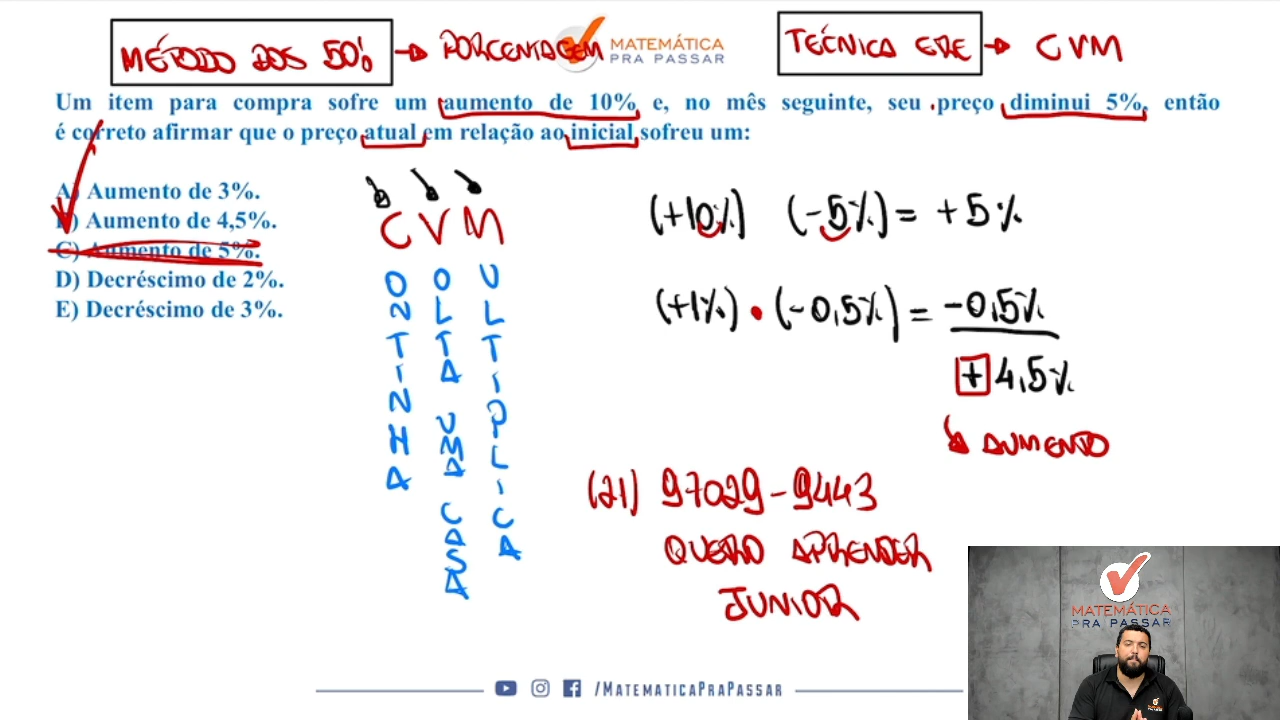 MÉTODO DOS 50% → PORCENTAGEM
MATEMÁTICA
PRA PASSAR
TÉCNICA ERE → CVM
Um item para compra sofre um aumento de 10% e, no mês seguinte, seu preço diminui 5%, então
é correto afirmar que o preço atual em relação ao inicial sofreu um:
A) Aumento de 3%.
B) Aumento de 4,5%.
C) Aumento de 5%.
D) Decréscimo de 2%.
E) Decréscimo de 3%.
CVM
CONTINHA
VOLTA UMA CASA
MULTIPLICA
(+10%) (-5%) = +5%
(+1%) • (-0,5%) = -0,5%
+ 4,5%
AUMENTO
(21) 97029-9443
QUERO APRENDER
JUNIOR
MATEMÁTICA
PRA PASSAR
/MatematicaPraPassar